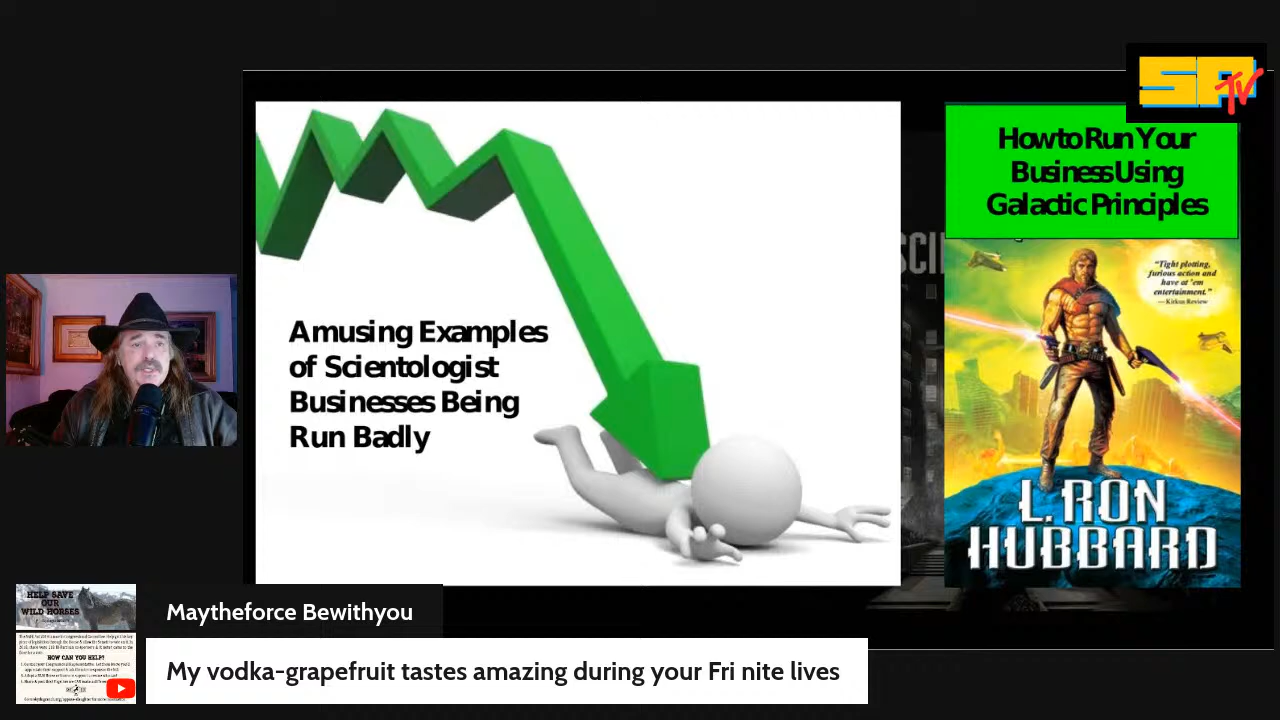 SPTV
How to Run Your
Business Using
Galactic Principles
SCI
"Tight plotting,
furious action and
have at 'em
entertainment."
— Kirkus Review
Amusing Examples
of Scientologist
Businesses Being
Run Badly
L. RON
HUBBARD
HELP SAVE
OUR
WILD HORSES
HOW CAN YOU HELP?
Maytheforce Bewithyou
My vodka-grapefruit tastes amazing during your Fri nite lives